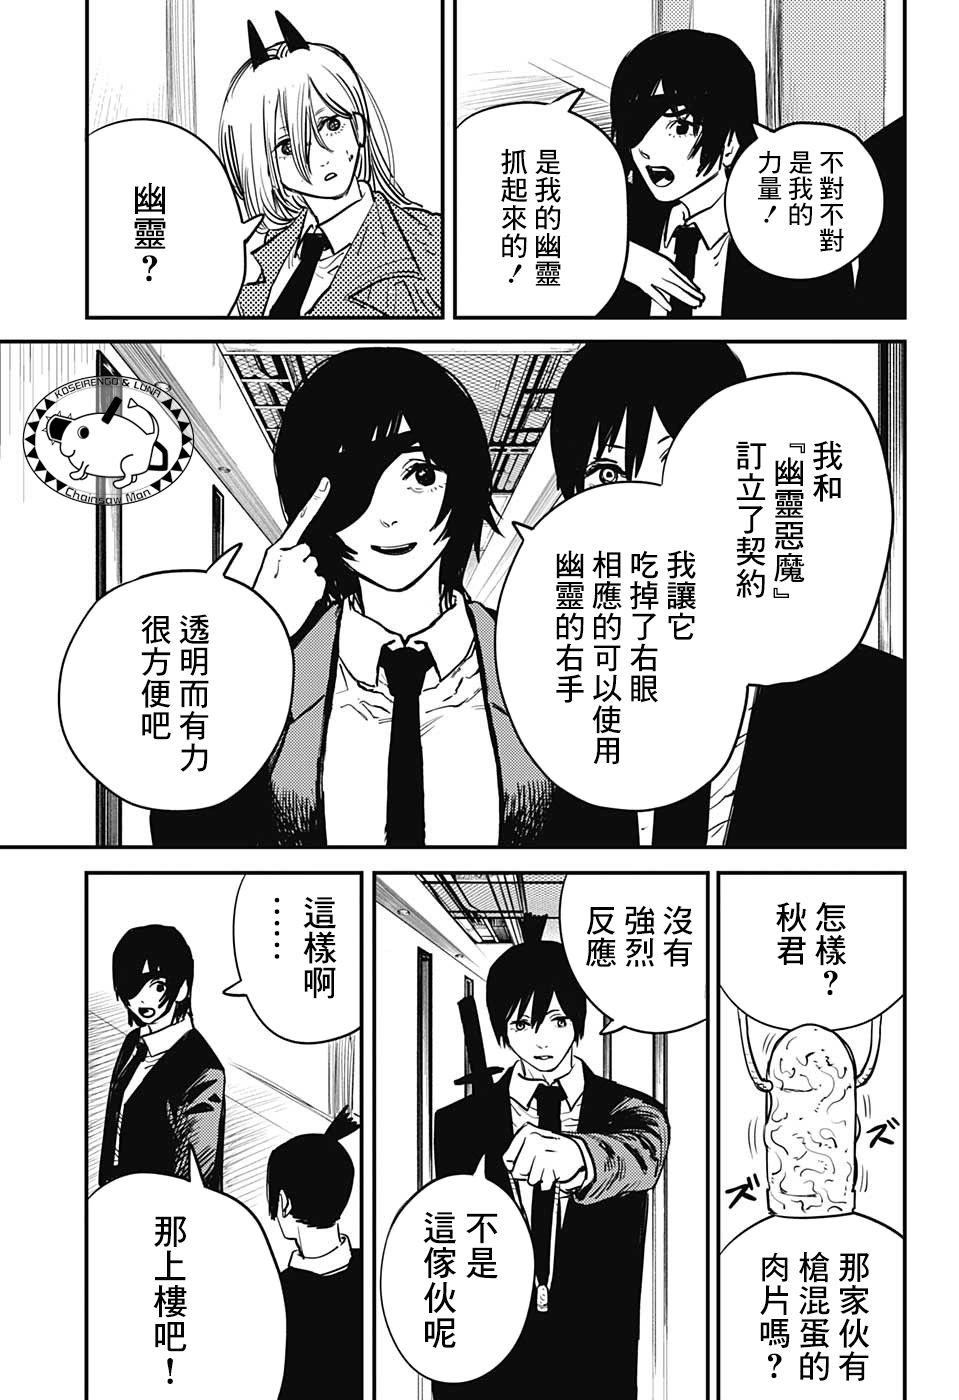 不對不對
是我的
力量！
是我的幽靈
抓起來的！
幽靈？
我和
『幽靈惡魔』
訂立了契約
我讓它
吃掉了右眼
相應的可以使用
幽靈的右手
透明而有力
很方便吧
KOSEIRENGO & LUNA
Chainsaw Man
怎樣？
秋君
ズ
ズ
那家伙有
槍混蛋的
肉片嗎？
沒有
強烈
反應
不是
這傢伙呢
這樣啊
……
那上樓吧！